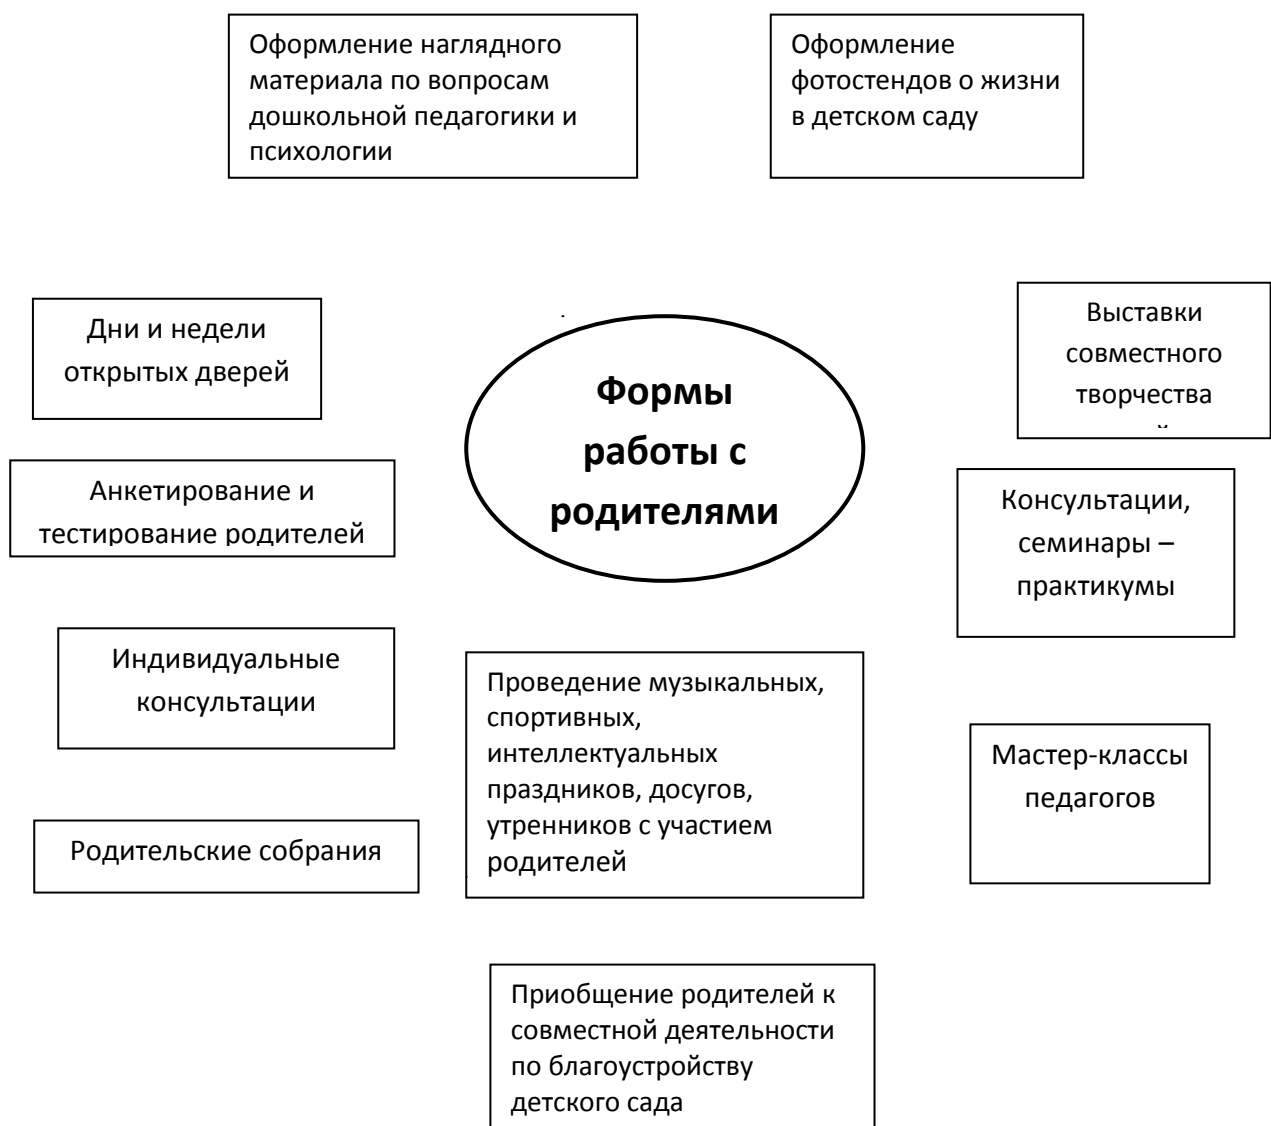 Оформление наглядного
материала по вопросам
дошкольной педагогики и
психологии
Оформление
фотостендов о жизни
в детском саду
Дни и недели
открытых дверей
Формы
работы с
родителями
Выставки
совместного
творчества
Анкетирование и
тестирование родителей
Консультации,
семинары –
практикумы
Индивидуальные
консультации
Проведение музыкальных,
спортивных,
интеллектуальных
праздников, досугов,
утренников с участием
родителей
Мастер-классы
педагогов
Родительские собрания
Приобщение родителей к
совместной деятельности
по благоустройству
детского сада